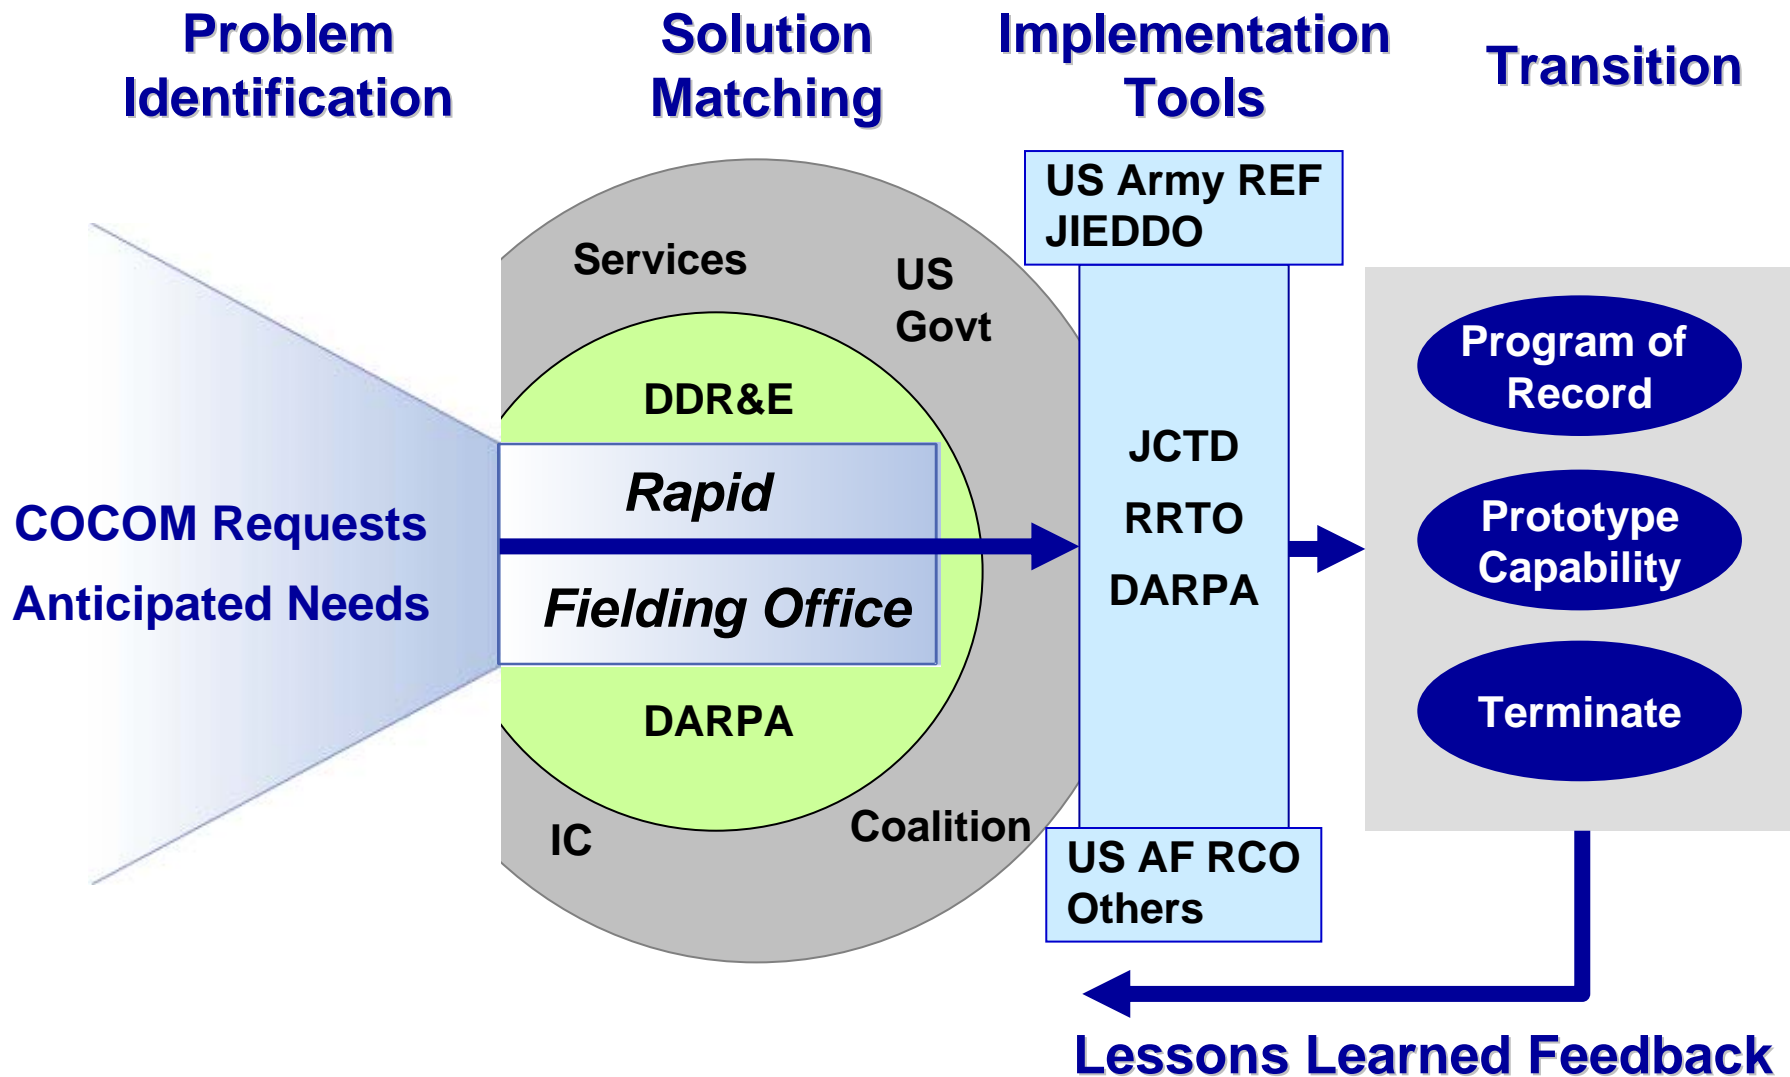 Problem
Identification
Solution
Matching
Implementation
Tools
Transition
COCOM Requests
Anticipated Needs
Services
US
Govt
DDR&E
Rapid
Fielding Office
DARPA
IC
Coalition
US Army REF
JIEDDO
JCTD
RRTO
DARPA
US AF RCO
Others
Program of
Record
Prototype
Capability
Terminate
Lessons Learned Feedback